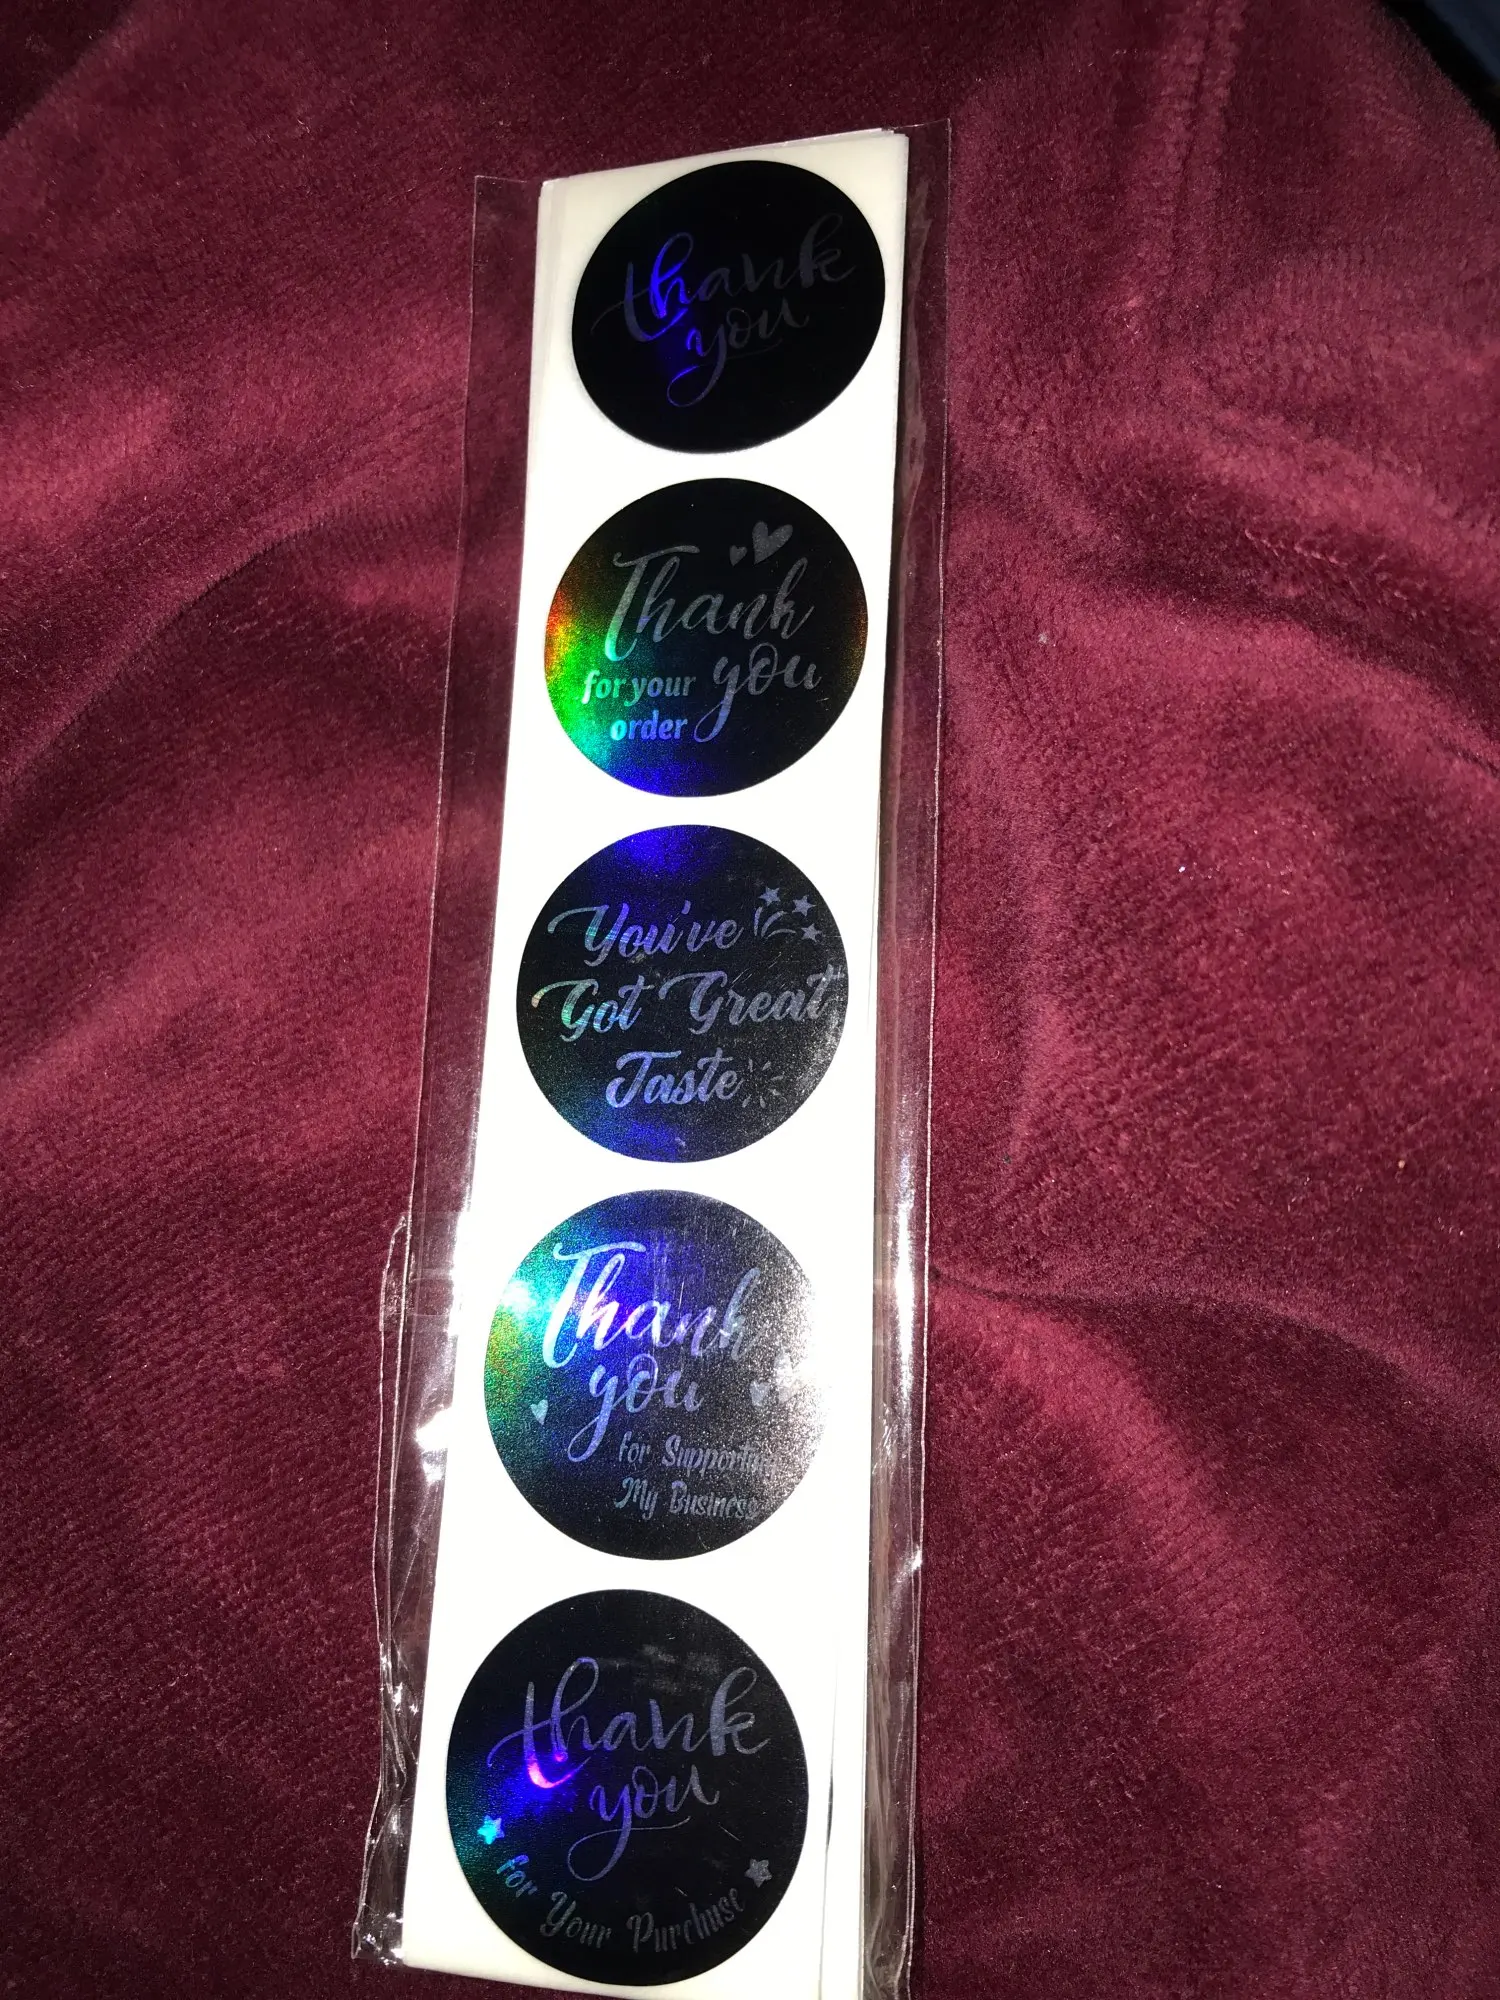 thank
you
Thank
you
for your
order
You've
Got Great
Taste
Thank
you
for Supporting
My Business
thank
you
for Your Purchase